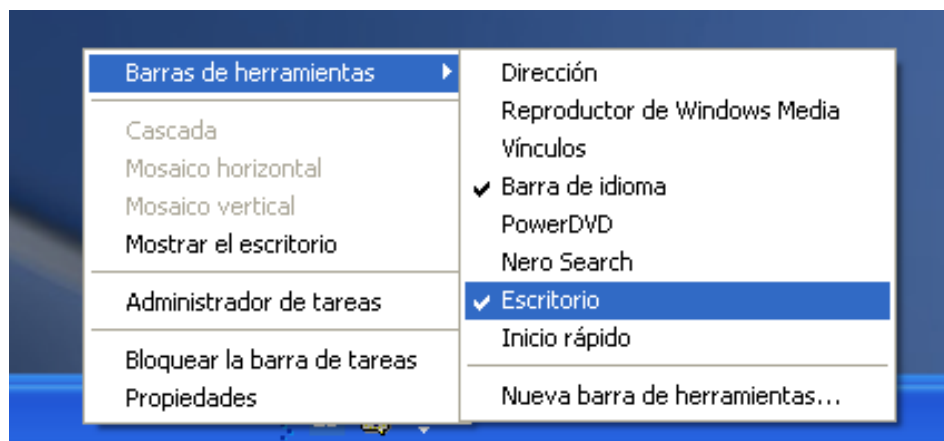 Barras de herramientas
Cascada
Mosaico horizontal
Mosaico vertical
Mostrar el escritorio
Administrador de tareas
Bloquear la barra de tareas
Propiedades
Dirección
Reproductor de Windows Media
Vínculos
Barra de idioma
PowerDVD
Nero Search
Escritorio
Inicio rápido
Nueva barra de herramientas...